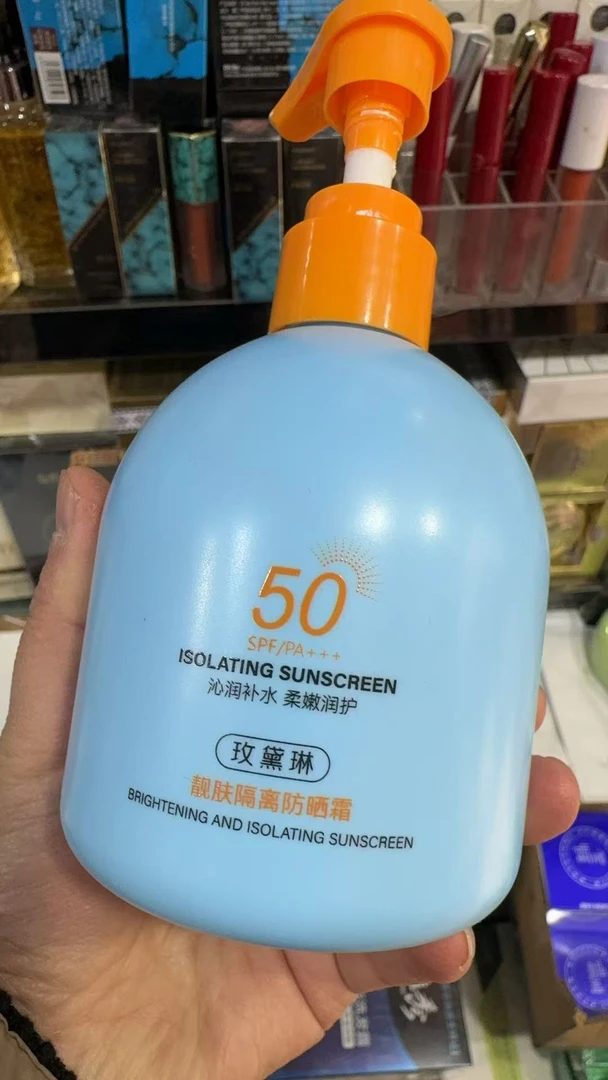 50
SPF/PA+++
ISOLATING SUNSCREEN
沁润补水 柔嫩润护
玫黛琳
靓肤隔离防晒霜
BRIGHTENING AND ISOLATING SUNSCREEN